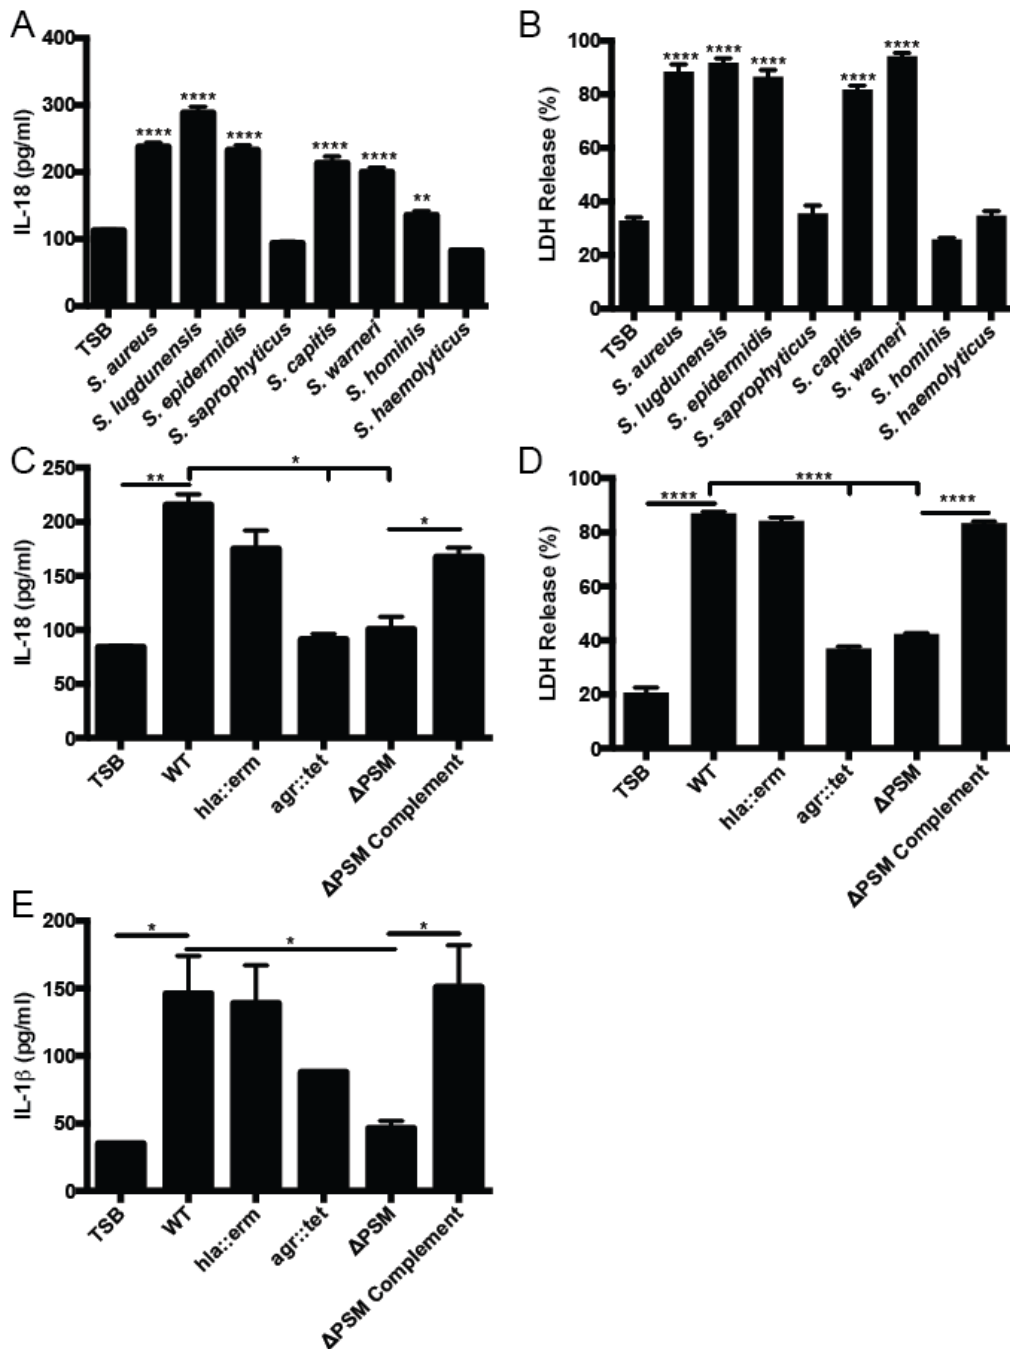 A
IL-18 (pg/ml)
400
300
200
100
0
****
****
****
****
****
**
TSB
S. aureus
S. lugdunensis
S. epidermidis
S. saprophyticus
S. capitis
S. warneri
S. hominis
S. haemolyticus
B
LDH Release (%)
100
80
60
40
20
0
****
****
****
****
****
TSB
S. aureus
S. lugdunensis
S. epidermidis
S. saprophyticus
S. capitis
S. warneri
S. hominis
S. haemolyticus
C
IL-18 (pg/ml)
250
200
150
100
50
0
**
*
*
TSB
WT
hla::erm
agr::tet
ΔPSM
ΔPSM Complement
D
LDH Release (%)
100
80
60
40
20
0
****
****
****
TSB
WT
hla::erm
agr::tet
ΔPSM
ΔPSM Complement
E
IL-1β (pg/ml)
200
150
100
50
0
*
*
*
TSB
WT
hla::erm
agr::tet
ΔPSM
ΔPSM Complement